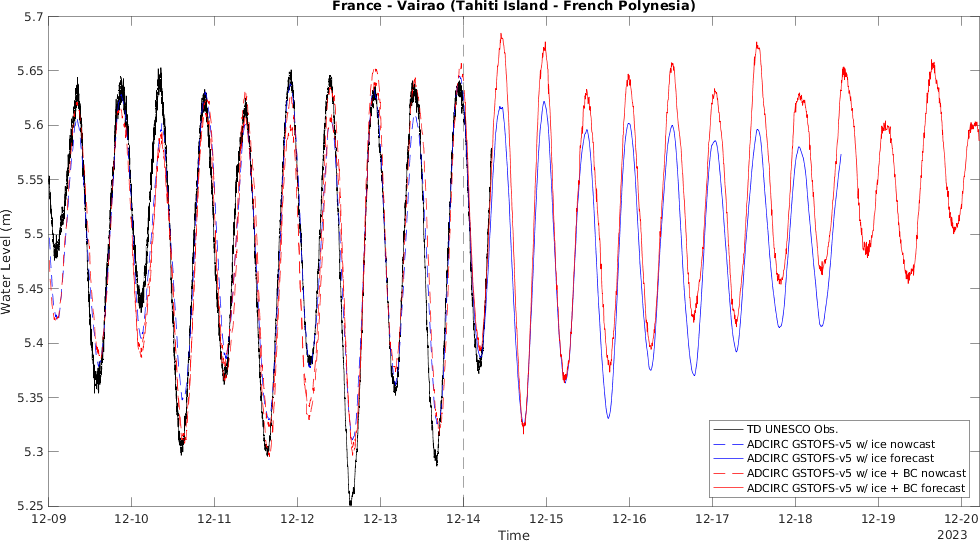 France - Vairao (Tahiti Island - French Polynesia)
5.7
5.65
5.6
5.55
5.5
5.45
5.4
5.35
5.3
5.25
Water Level (m)
TD UNESCO Obs.
ADCIRC GSTOFS-v5 w/ ice nowcast
ADCIRC GSTOFS-v5 w/ ice forecast
ADCIRC GSTOFS-v5 w/ ice + BC nowcast
ADCIRC GSTOFS-v5 w/ ice + BC forecast
12-09 12-10 12-11 12-12 12-13 12-14 12-15 12-16 12-17 12-18 12-19 12-20
Time
2023